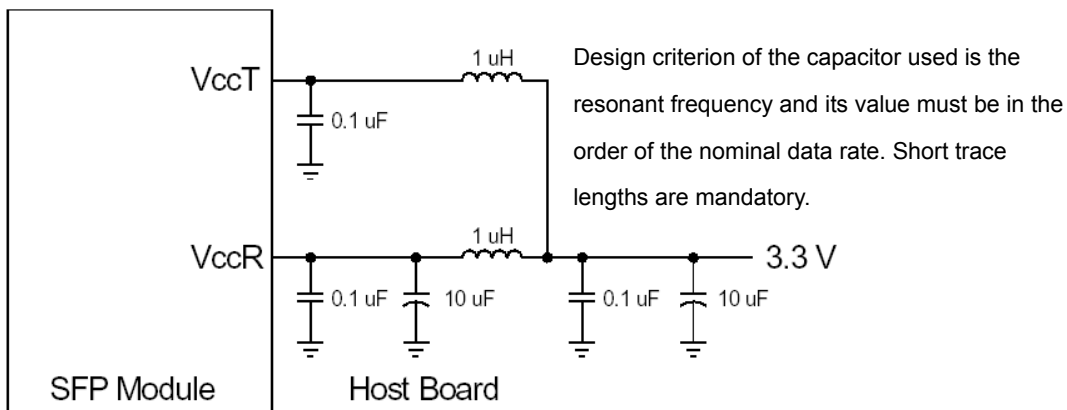 1 uH
VccT
0.1 uF
Design criterion of the capacitor used is the
resonant frequency and its value must be in the
order of the nominal data rate. Short trace
lengths are mandatory.
1 uH
VccR
3.3 V
0.1 uF
10 uF
0.1 uF
10 uF
SFP Module
Host Board